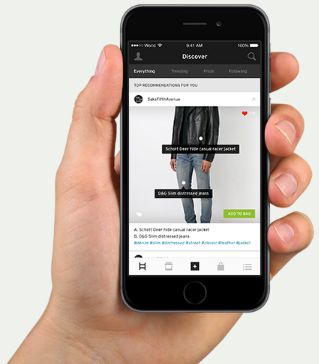 World 9:41 AM 100%
Discover
Everything Trending Fresh Following
TOP RECOMMENDATIONS FOR YOU
SaksFifthAvenue
Schott Deer hide casual racer jacket
D&G Slim distressed jeans
ADD TO BAG
A. Schott Deer hide casual racer jacket
B. D&G Slim distressed jeans
#denim #slim #distressed #street #classic #leather #jacket